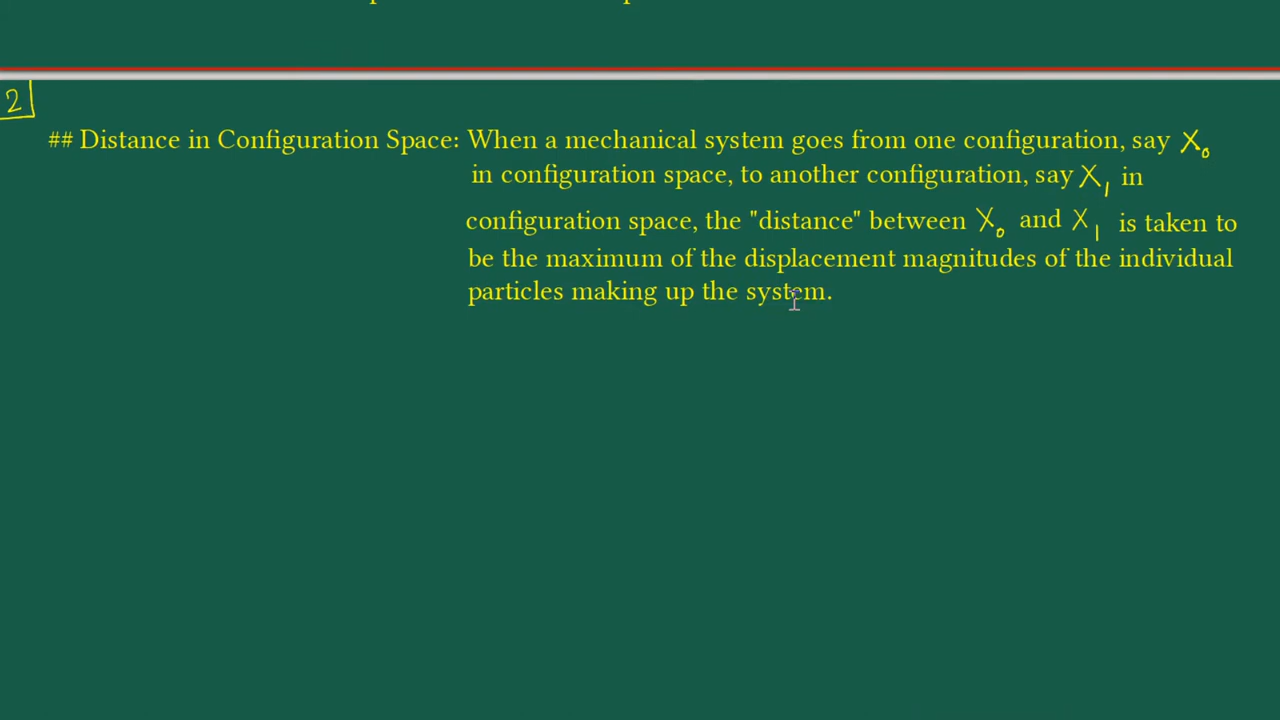 2
## Distance in Configuration Space: When a mechanical system goes from one configuration, say X₀
in configuration space, to another configuration, say X₁ in
configuration space, the "distance" between X₀ and X₁ is taken to
be the maximum of the displacement magnitudes of the individual
particles making up the system.